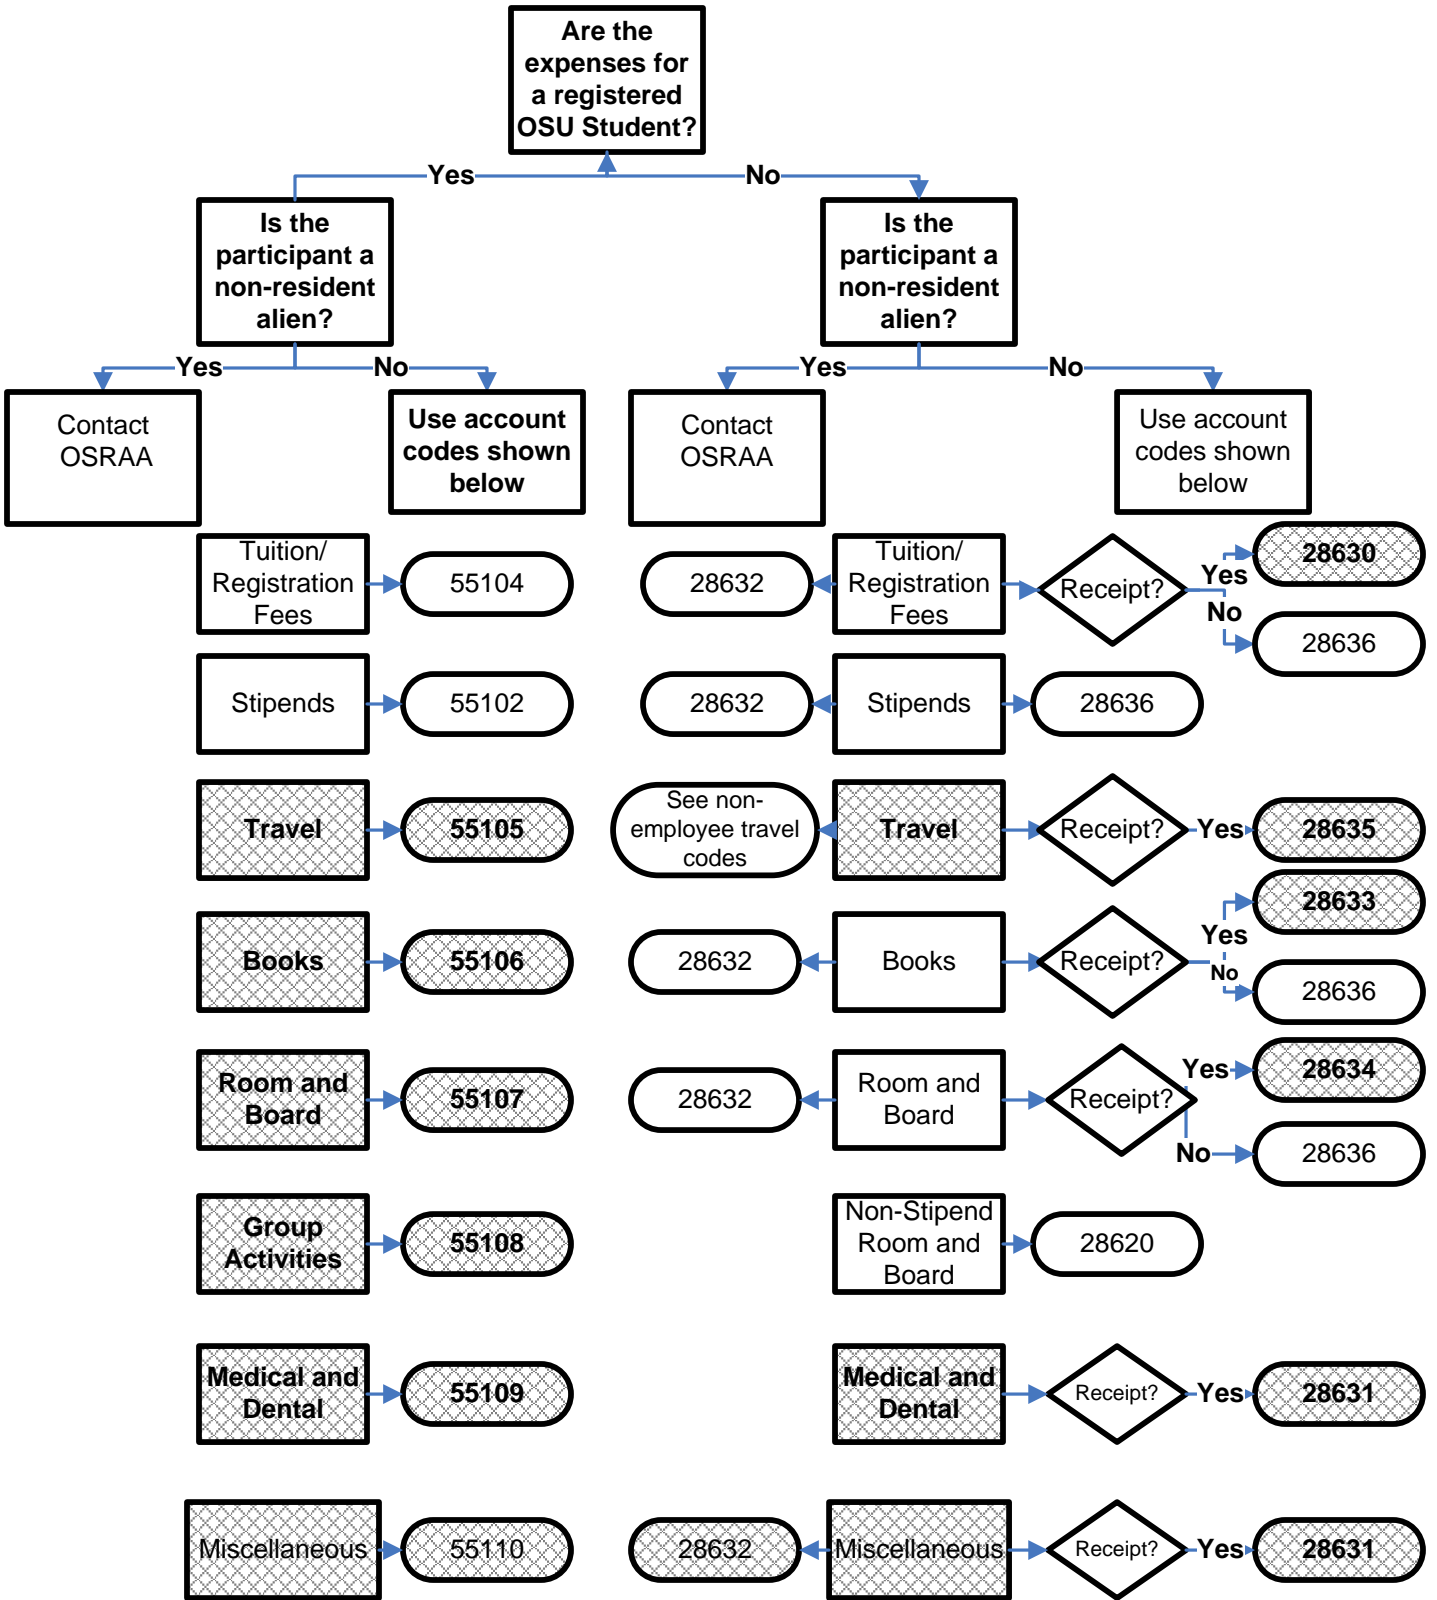 Are the
expenses for
a registered
OSU Student?
Yes
No
Is the
participant a
non-resident
alien?
Is the
participant a
non-resident
alien?
Yes
No
Yes
No
Contact
OSRAA
Use account
codes shown
below
Contact
OSRAA
Use account
codes shown
below
Tuition/
Registration
Fees
55104
28632
Tuition/
Registration
Fees
Receipt?
Yes
28630
No
28636
Stipends
55102
28632
Stipends
28636
Travel
55105
See non-
employee travel
codes
Travel
Receipt?
Yes
28635
Books
55106
28632
Books
Receipt?
Yes
28633
No
28636
Room and
Board
55107
28632
Room and
Board
Receipt?
Yes
28634
No
28636
Group
Activities
55108
Non-Stipend
Room and
Board
28620
Medical and
Dental
55109
Medical and
Dental
Receipt?
Yes
28631
Miscellaneous
55110
28632
Miscellaneous
Receipt?
Yes
28631